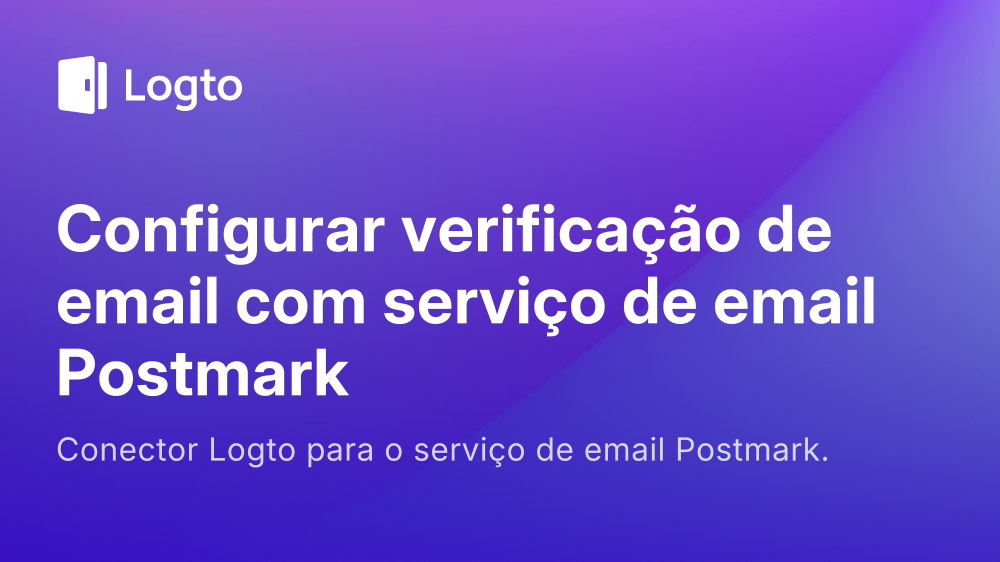 Logto
Configurar verificação de
email com serviço de email
Postmark
Conector Logto para o serviço de email Postmark.